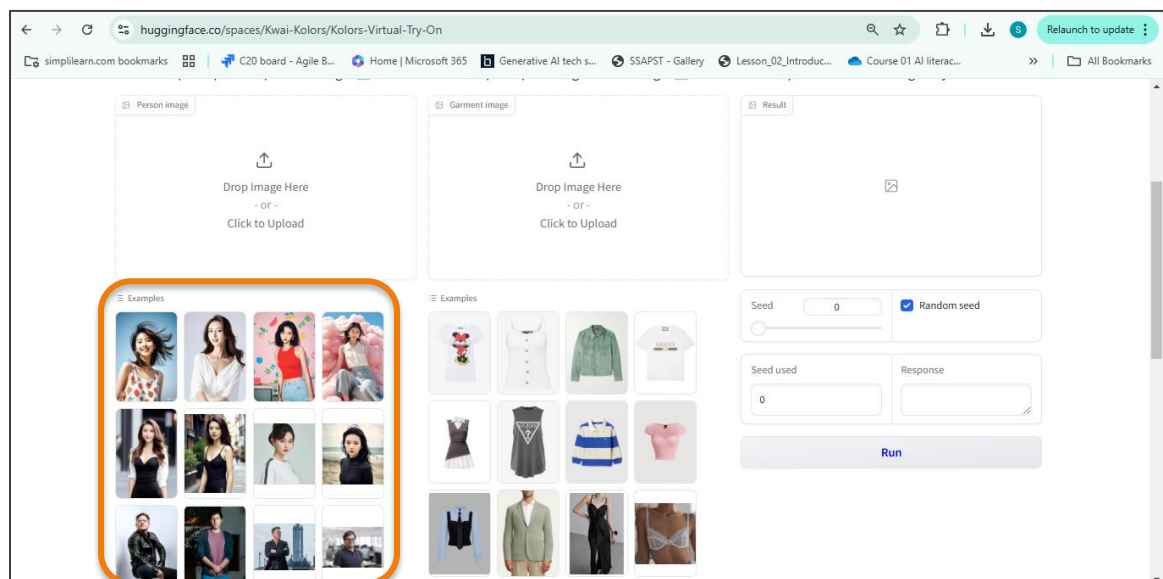 huggingface.co/spaces/Kwai-Kolors/Kolors-Virtual-Try-On
S
Relaunch to update
simplilearn.com bookmarks
C20 board - Agile B...
Home | Microsoft 365
Generative AI tech s...
SSAPST - Gallery
Lesson_02_Introduc...
Course 01 AI literac...
»
All Bookmarks
Person image
Garment image
Result
Drop Image Here
- or -
Click to Upload
Drop Image Here
- or -
Click to Upload
Examples
Examples
Seed
0
Random seed
GUCCI
Seed used
Response
0
GUESS
?
Run